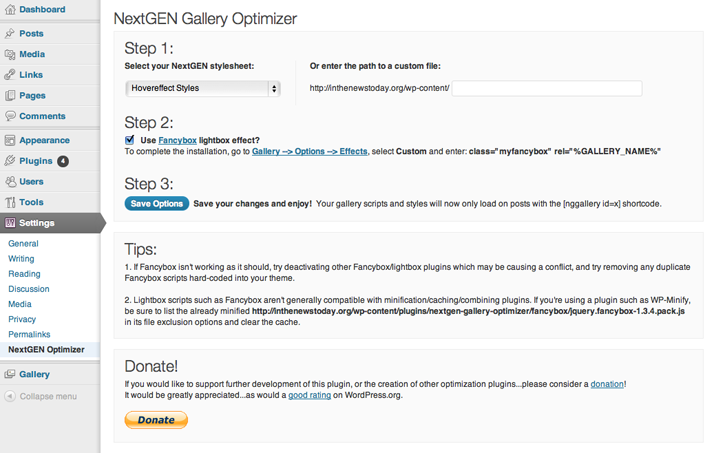 Dashboard
Posts
Media
Links
Pages
Comments
Appearance
Plugins 4
Users
Tools
Settings
General
Writing
Reading
Discussion
Media
Privacy
Permalinks
NextGEN Optimizer
Gallery
Collapse menu
NextGEN Gallery Optimizer
Step 1:
Select your NextGEN stylesheet:
Hovereffect Styles
Or enter the path to a custom file:
http://inthenewstoday.org/wp-content/
Step 2:
Use Fancybox lightbox effect?
To complete the installation, go to Gallery --> Options --> Effects, select Custom and enter: class="myfancybox" rel="%GALLERY_NAME%"
Step 3:
Save Options Save your changes and enjoy! Your gallery scripts and styles will now only load on posts with the [nggallery id=x] shortcode.
Tips:
1. If Fancybox isn't working as it should, try deactivating other Fancybox/lightbox plugins which may be causing a conflict, and try removing any duplicate
Fancybox scripts hard-coded into your theme.
2. Lightbox scripts such as Fancybox aren't generally compatible with minification/caching/combining plugins. If you're using a plugin such as WP-Minify,
be sure to list the already minified http://inthenewstoday.org/wp-content/plugins/nextgen-gallery-optimizer/fancybox/jquery.fancybox-1.3.4.pack.js
in its file exclusion options and clear the cache.
Donate!
If you would like to support further development of this plugin, or the creation of other optimization plugins...please consider a donation!
It would be greatly appreciated...as would a good rating on WordPress.org.
Donate